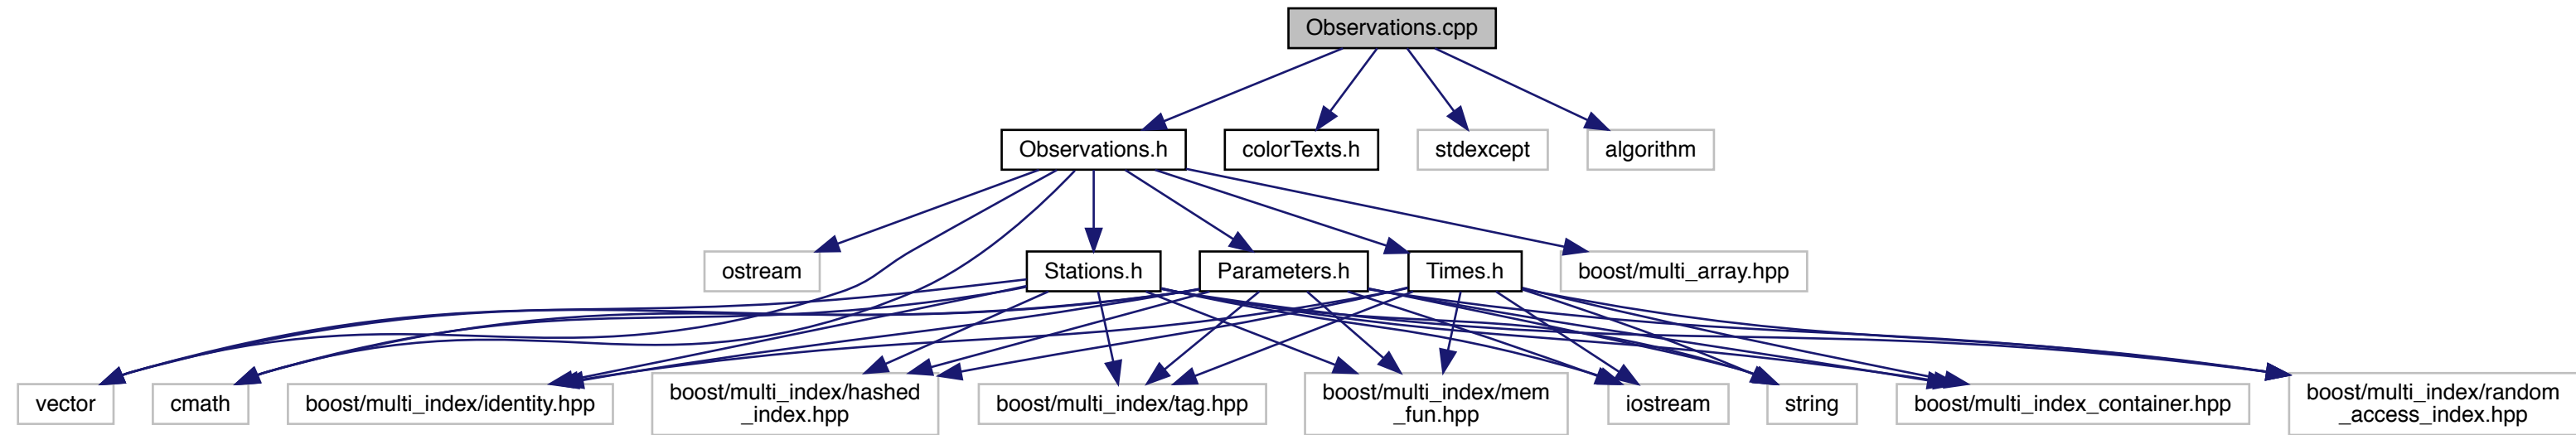 Observations.cpp
Observations.h
colorTexts.h
stdexcept
algorithm
ostream
Stations.h
Parameters.h
Times.h
boost/multi_array.hpp
vector
cmath
boost/multi_index/identity.hpp
boost/multi_index/hashed
_index.hpp
boost/multi_index/tag.hpp
boost/multi_index/mem
_fun.hpp
iostream
string
boost/multi_index_container.hpp
boost/multi_index/random
_access_index.hpp